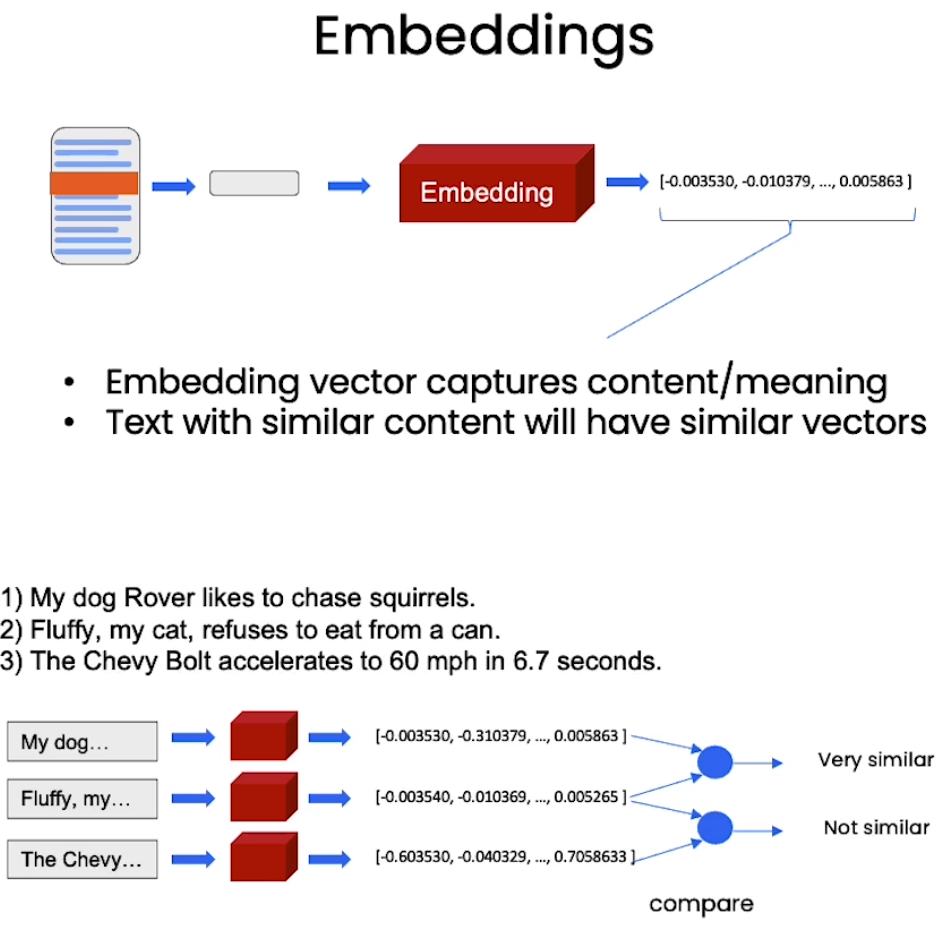 Embeddings
Embedding
[-0.003530, -0.010379, ..., 0.005863 ]
• Embedding vector captures content/meaning
• Text with similar content will have similar vectors
1) My dog Rover likes to chase squirrels.
2) Fluffy, my cat, refuses to eat from a can.
3) The Chevy Bolt accelerates to 60 mph in 6.7 seconds.
My dog...
[-0.003530, -0.310379, ..., 0.005863 ]
Very similar
Fluffy, my...
[-0.003540, -0.010369, ..., 0.005265 ]
Not similar
The Chevy...
[-0.603530, -0.040329, ..., 0.7058633 ]
compare